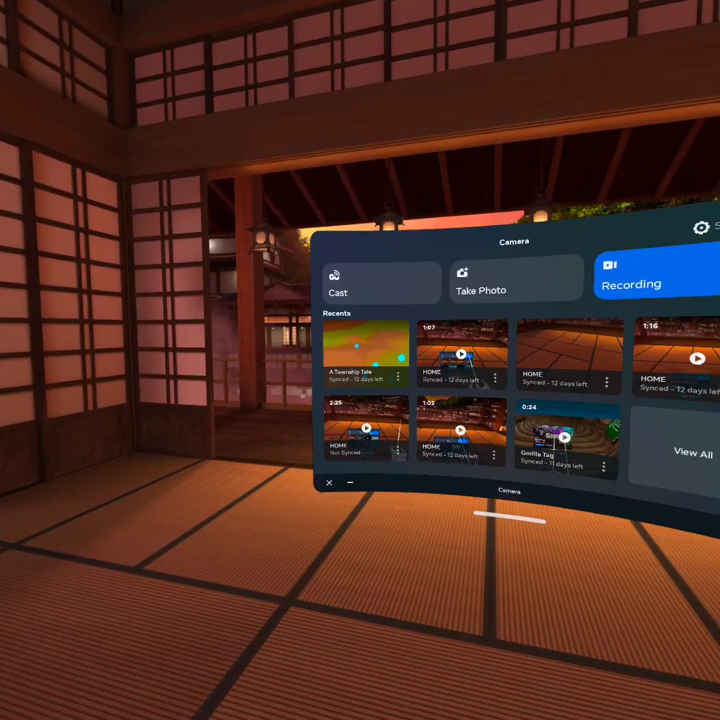 Camera
S
Cast
Take Photo
Recording
Recents
A Township Tale
Synced - 12 days left
1:07
HOME
Synced - 12 days left
HOME
Synced - 12 days left
1:16
HOME
Synced - 12 days left
2:25
HOME
Not Synced
1:02
HOME
Synced - 12 days left
0:24
Gorilla Tag
Synced - 11 days left
View All
Camera